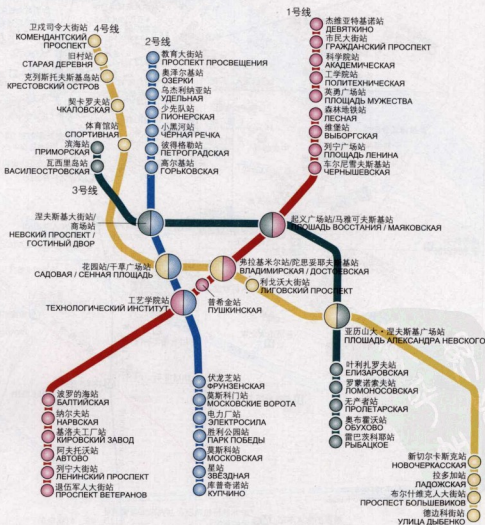 1号线
杰维亚特基诺站
ДЕВЯТКИНО
市民大街站
ГРАЖДАНСКИЙ ПРОСПЕКТ
科学院站
АКАДЕМИЧЕСКАЯ
工学院站
ПОЛИТЕХНИЧЕСКАЯ
英勇广场站
ПЛОЩАДЬ МУЖЕСТВА
森林地铁站
ЛЕСНАЯ
维堡站
ВЫБОРГСКАЯ
列宁广场站
ПЛОЩАДЬ ЛЕНИНА
车尔尼雪夫斯基站
ЧЕРНЫШЕВСКАЯ
卫戍司令大街站
4号线
КОМЕНДАНТСКИЙ
ПРОСПЕКТ
旧村站
СТАРАЯ ДЕРЕВНЯ
克列斯托夫斯基岛站
КРЕСТОВСКИЙ ОСТРОВ
契卡罗夫站
ЧКАЛОВСКАЯ
体育馆站
СПОРТИВНАЯ
滨海站
ПРИМОРСКАЯ
瓦西里岛站
ВАСИЛЕОСТРОВСКАЯ
3号线
2号线
教育大街站
ПРОСПЕКТ ПРОСВЕЩЕНИЯ
奥泽尔基站
ОЗЕРКИ
乌杰利纳亚站
УДЕЛЬНАЯ
少先队站
ПИОНЕРСКАЯ
小黑河站
ЧЁРНАЯ РЕЧКА
彼得格勒站
ПЕТРОГРАДСКАЯ
高尔基站
ГОРЬКОВСКАЯ
涅夫斯基大街站/
商场站
НЕВСКИЙ ПРОСПЕКТ /
ГОСТИНЫЙ ДВОР
起义广场站/马雅可夫斯基站
ПЛОЩАДЬ ВОССТАНИЯ / МАЯКОВСКАЯ
花园站/干草广场站
САДОВАЯ / СЕННАЯ ПЛОЩАДЬ
弗拉基米尔站/陀思妥耶夫斯基站
ВЛАДИМИРСКАЯ / ДОСТОЕВСКАЯ
利戈沃大街站
ЛИГОВСКИЙ ПРОСПЕКТ
普希金站
ПУШКИНСКАЯ
工艺学院站
ТЕХНОЛОГИЧЕСКИЙ ИНСТИТУТ
亚历山大·涅夫斯基广场站
ПЛОЩАДЬ АЛЕКСАНДРА НЕВСКОГО
叶利扎罗夫站
ЕЛИЗАРОВСКАЯ
罗蒙诺索夫站
ЛОМОНОСОВСКАЯ
无产者站
ПРОЛЕТАРСКАЯ
奥布霍沃站
ОБУХОВО
雷巴茨科耶站
РЫБАЦКОЕ
伏龙芝站
ФРУНЗЕНСКАЯ
莫斯科门站
МОСКОВСКИЕ ВОРОТА
电力厂站
ЭЛЕКТРОСИЛА
胜利公园站
ПАРК ПОБЕДЫ
莫斯科站
МОСКОВСКАЯ
星站
ЗВЁЗДНАЯ
库普奇诺站
КУПЧИНО
波罗的海站
БАЛТИЙСКАЯ
纳尔夫站
НАРВСКАЯ
基洛夫工厂站
КИРОВСКИЙ ЗАВОД
阿夫托沃站
АВТОВО
列宁大街站
ЛЕНИНСКИЙ ПРОСПЕКТ
退伍军人大街站
ПРОСПЕКТ ВЕТЕРАНОВ
新切尔卡斯克站
НОВОЧЕРКАССКАЯ
拉多加站
ЛАДОЖСКАЯ
布尔什维克人大街站
ПРОСПЕСТ БОЛЬШЕВИКОВ
德边科街站
УЛИЦА ДЫБЕНКО